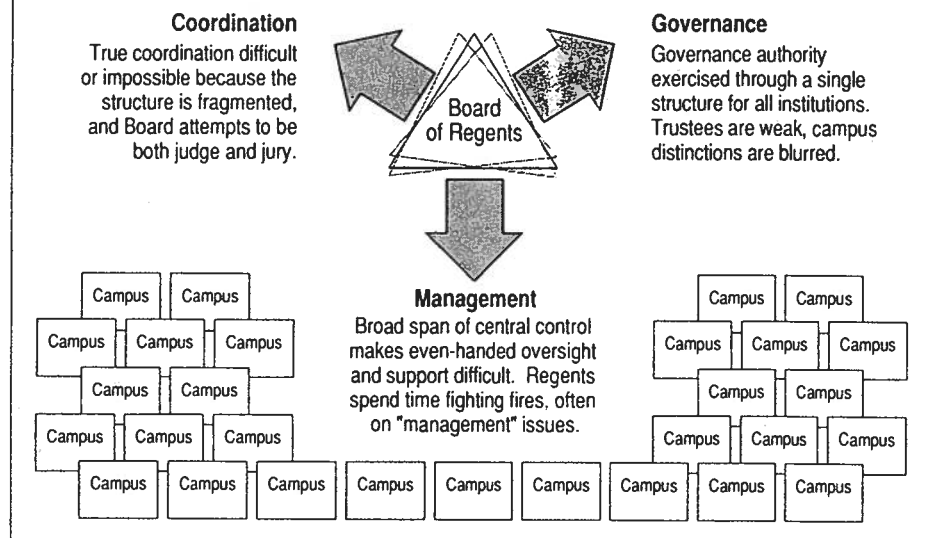 Coordination
True coordination difficult
or impossible because the
structure is fragmented,
and Board attempts to be
both judge and jury.
Board
of Regents
Governance
Governance authority
exercised through a single
structure for all institutions.
Trustees are weak, campus
distinctions are blurred.
Management
Broad span of central control
makes even-handed oversight
and support difficult. Regents
spend time fighting fires, often
on "management" issues.
Campus Campus
Campus Campus Campus
Campus Campus
Campus Campus Campus
Campus Campus
Campus Campus Campus
Campus Campus
Campus Campus Campus
Campus Campus Campus Campus Campus Campus Campus Campus Campus